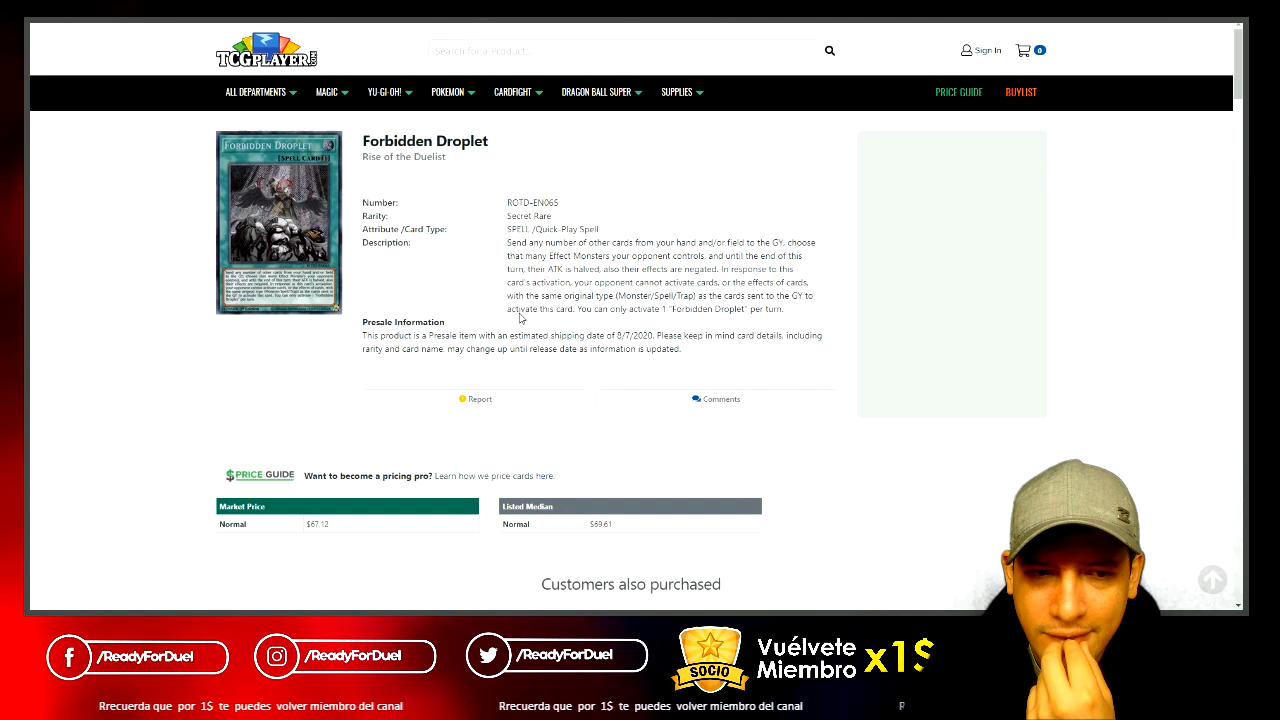 TCGPLAYER.COM
Search for a Product...
Sign In
0
ALL DEPARTMENTS
MAGIC
YU-GI-OH!
POKEMON
CARDFIGHT
DRAGON BALL SUPER
SUPPLIES
PRICE GUIDE
BUYLIST
FORBIDDEN DROPLET
[SPELL CARD]
Forbidden Droplet
Rise of the Duelist
Number: ROTD-EN065
Rarity: Secret Rare
Attribute /Card Type: SPELL /Quick-Play Spell
Description: Send any number of other cards from your hand and/or field to the GY, choose
that many Effect Monsters your opponent controls, and until the end of this
turn, their ATK is halved, also their effects are negated. In response to this
card's activation, your opponent cannot activate cards, or the effects of cards,
with the same original type (Monster/Spell/Trap) as the cards sent to the GY to
activate this card. You can only activate 1 "Forbidden Droplet" per turn.
Presale Information
This product is a Presale item with an estimated shipping date of 8/7/2020. Please keep in mind card details, including
rarity and card name, may change up until release date as information is updated.
Report
Comments
$PRICE GUIDE
Want to become a pricing pro? Learn how we price cards here.
Market Price
Normal $67.12
Listed Median
Normal $69.61
Customers also purchased
/ReadyForDuel
/ReadyForDuel
/ReadyForDuel
SOCIO
Vuélvete
Miembro
x1$
Recuerda que por 1$ te puedes volver miembro del canal
Recuerda que por 1$ te puedes volver miembro del canal
R